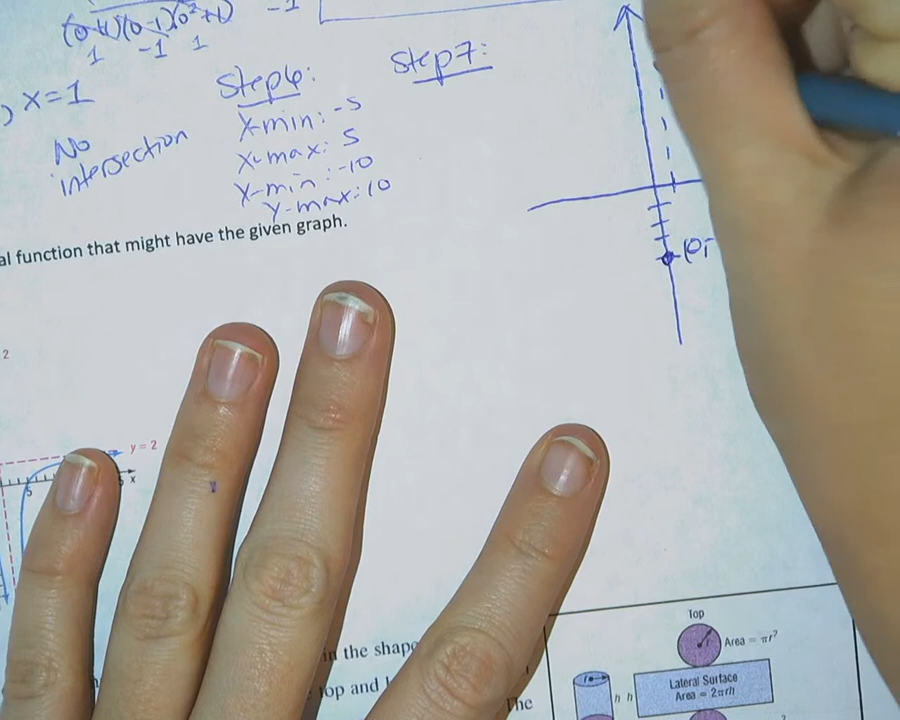 (0+1)(0-1)(0²+1) -1
1 -1 1
) x=1
No
intersection
Step6:
X-min: -5
X-max: 5
Y-min: -10
Y-max: 10
Step7:
(0,
al function that might have the given graph.
2
y = 2
x
5
in the shape
top and
The
Top
r
Area = πr²
Lateral Surface
Area = 2πrh
r
h h